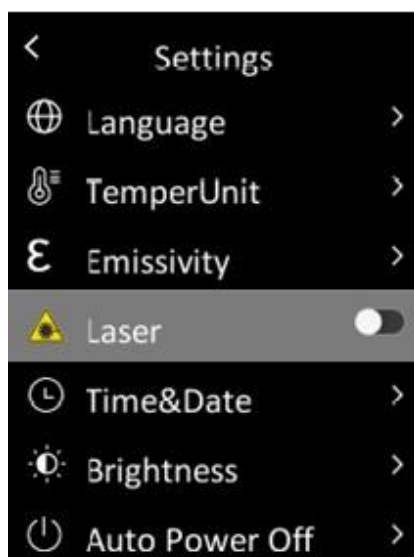 Settings
Language
TemperUnit
ε Emissivity
Laser
Time&Date
Brightness
Auto Power Off